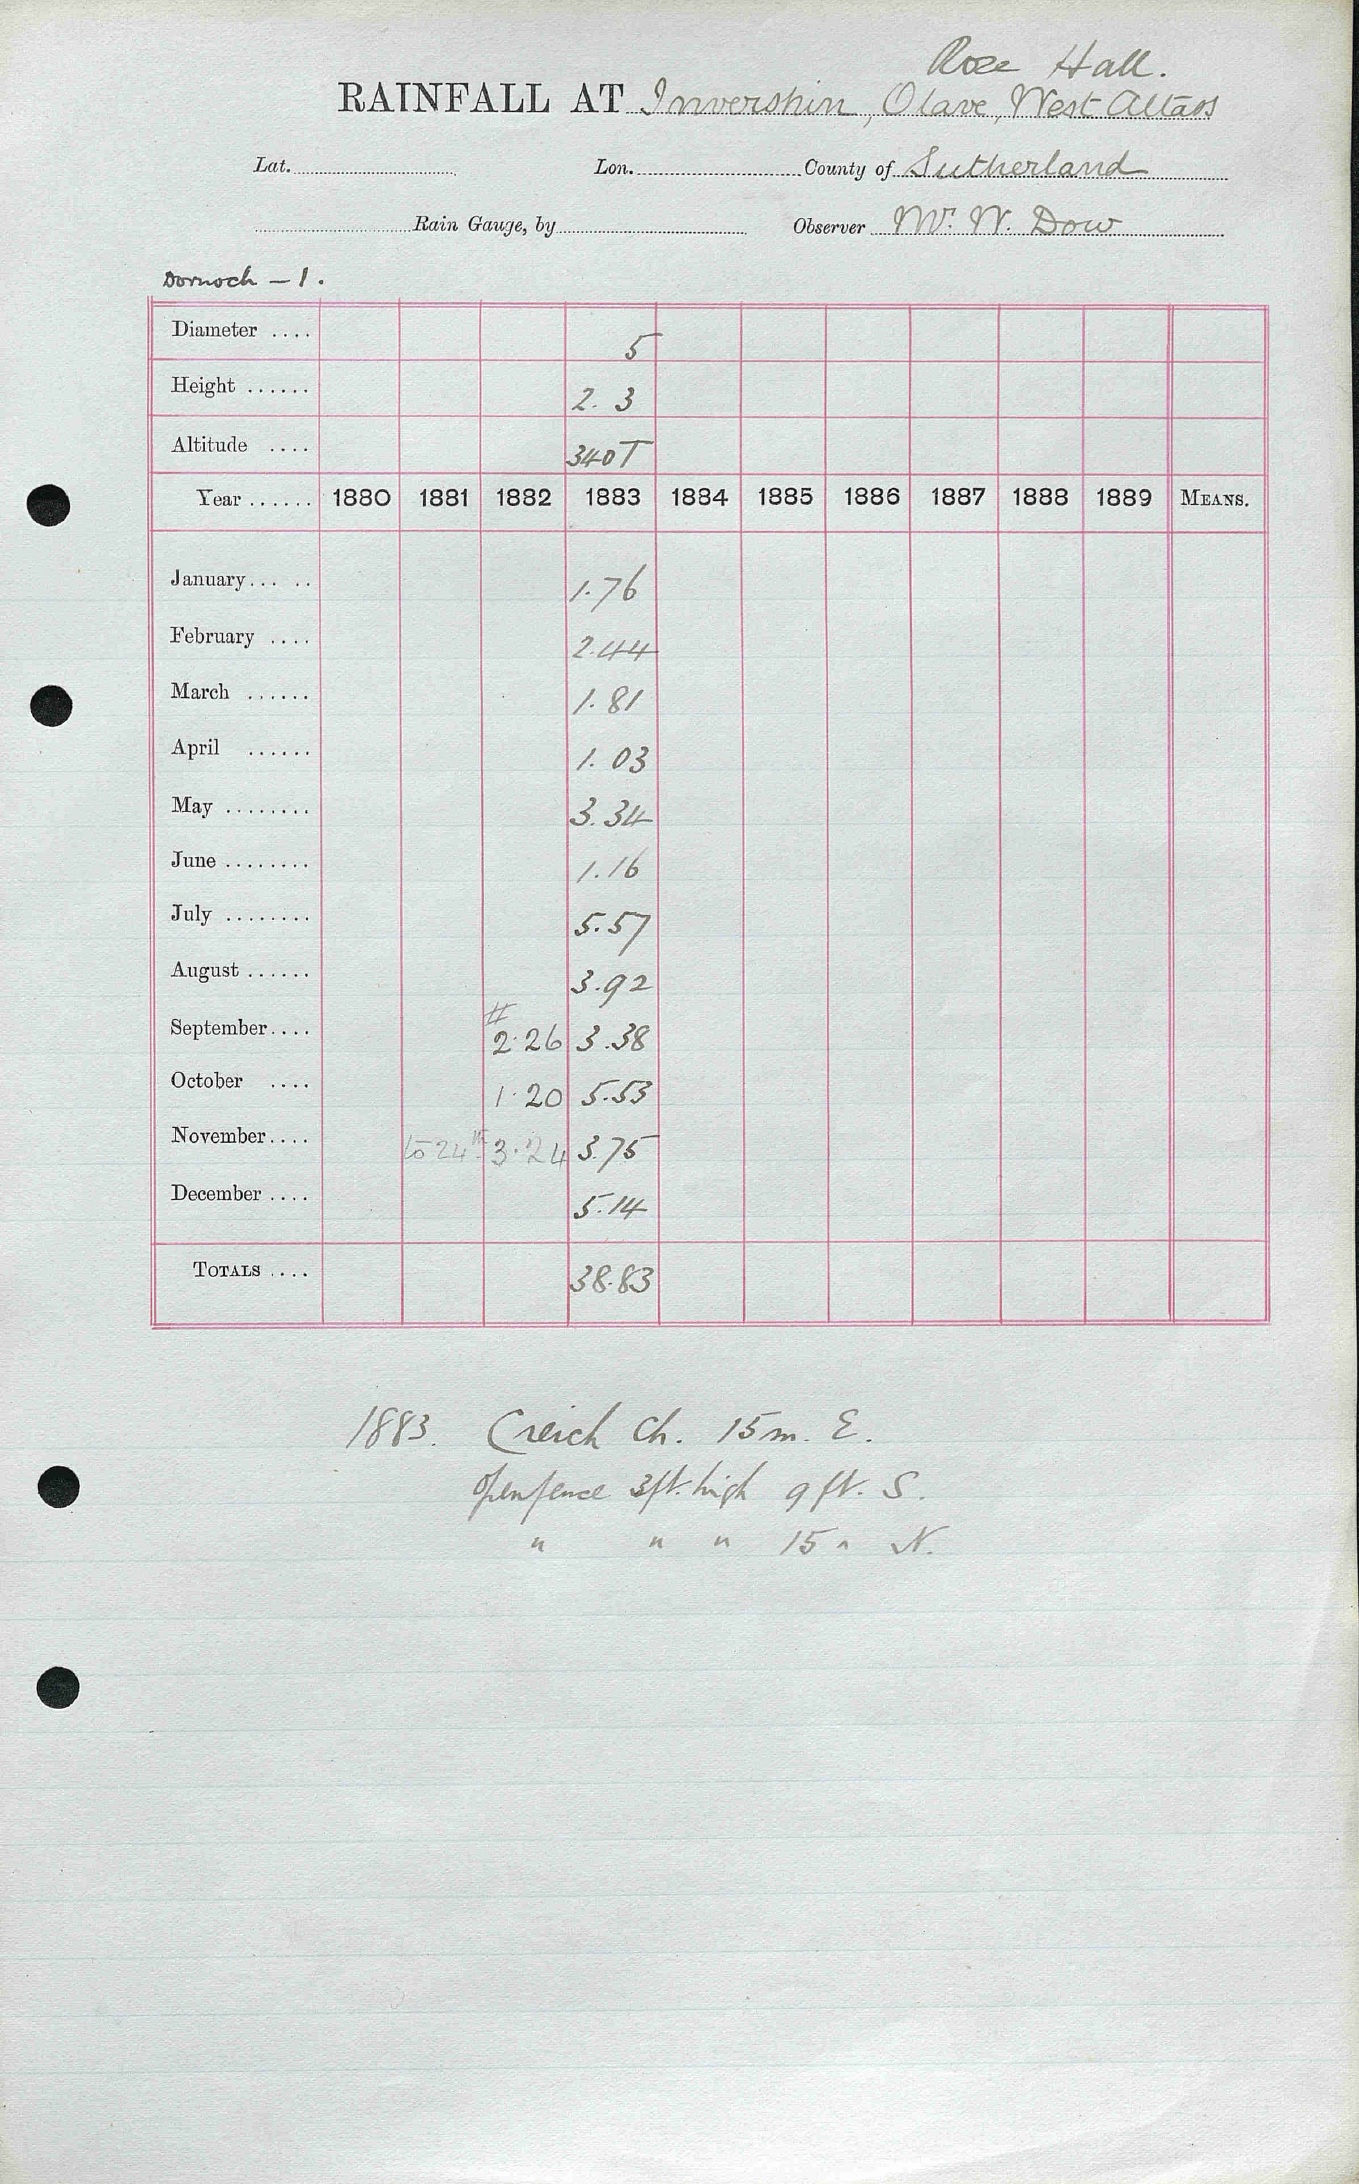 Rose Hall.
RAINFALL AT Invershin, Olave, West Altass
Lat. Lon. County of Sutherland
Rain Gauge, by Observer Mr. W. Dow
Dornoch – 1.
Diameter .... 5
Height ...... 2. 3
Altitude .... 340 T
Year ...... 1880 1881 1882 1883 1884 1885 1886 1887 1888 1889 MEANS.
January... .. 1.76
February .... 2.44
March ...... 1.81
April ...... 1.03
May ........ 3.34
June ........ 1.16
July ........ 5.57
August ...... 3.92
#
September.... 2.26 3.38
October .... 1.20 5.53
November.... to 24th 3.24 3.75
December .... 5.14
TOTALS .... 38.83
1883. Creich Ch. 15 m. E.
Open fence 3 ft. high 9 ft. S.
" " " 15 " N.